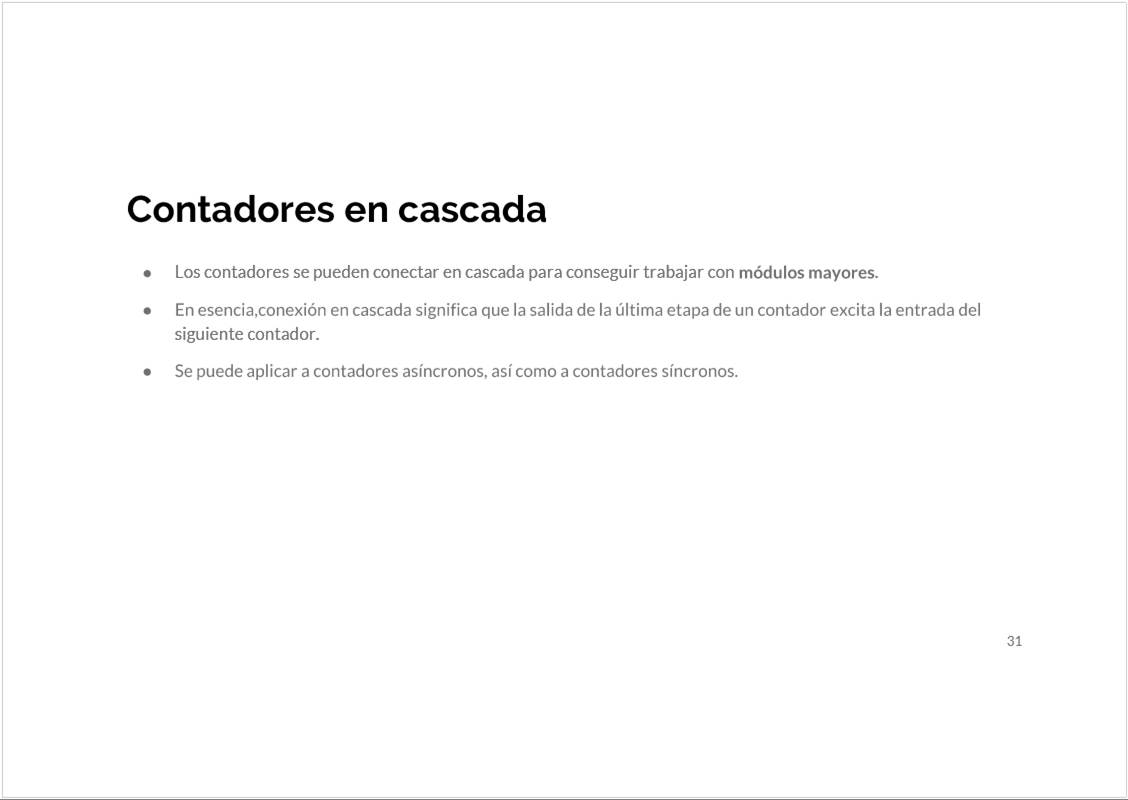 Contadores en cascada
● Los contadores se pueden conectar en cascada para conseguir trabajar con módulos mayores.
● En esencia,conexión en cascada significa que la salida de la última etapa de un contador excita la entrada del
siguiente contador.
● Se puede aplicar a contadores asíncronos, así como a contadores síncronos.
31